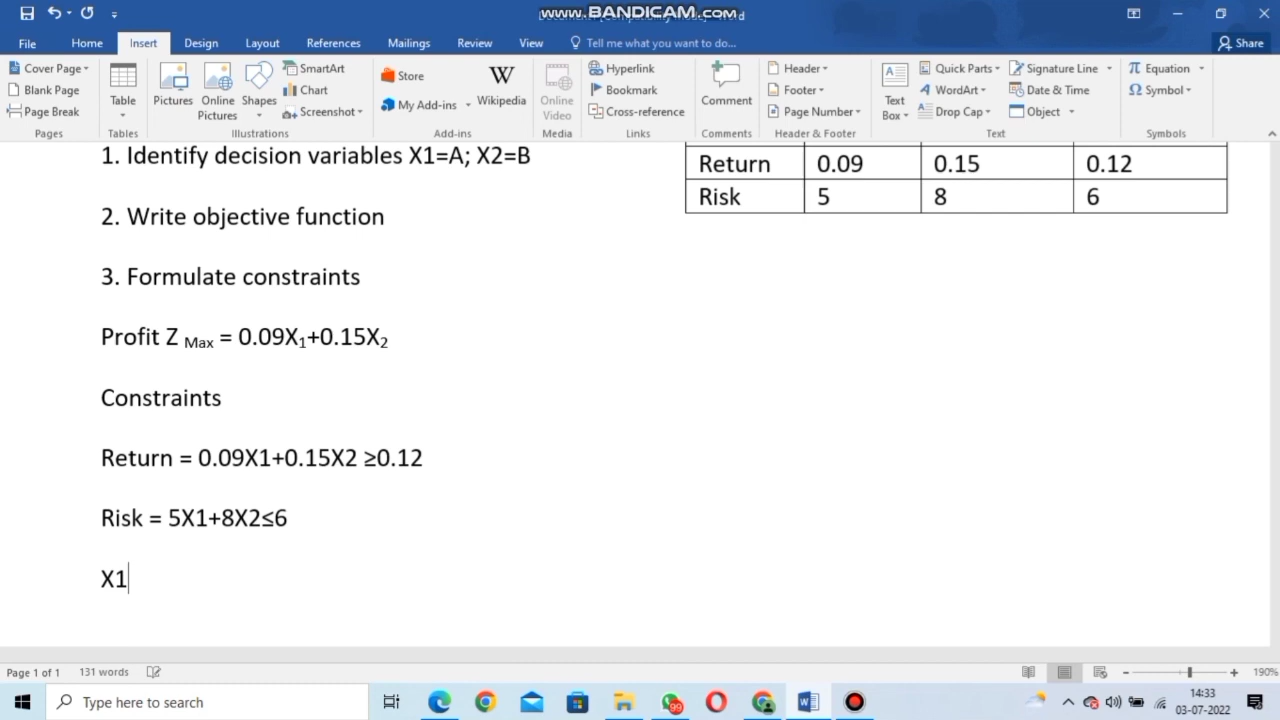 www.BANDICAM.com
File Home Insert Design Layout References Mailings Review View Tell me what you want to do... Share
Cover Page
Blank Page
Page Break
Pages
Table
Tables
Pictures
Online Pictures
Shapes
SmartArt
Chart
Screenshot
Illustrations
Store
My Add-ins
W
Wikipedia
Add-ins
Online Video
Media
Hyperlink
Bookmark
Cross-reference
Links
Comment
Comments
Header
Footer
Page Number
Header & Footer
Text Box
Quick Parts
WordArt
Drop Cap
Signature Line
Date & Time
Object
Text
Equation
Symbol
Symbols
1. Identify decision variables X1=A; X2=B
2. Write objective function
3. Formulate constraints
Profit Z Max = 0.09X1+0.15X2
Constraints
Return = 0.09X1+0.15X2 ≥0.12
Risk = 5X1+8X2≤6
X1
Return 0.09 0.15 0.12
Risk 5 8 6
Page 1 of 1 131 words 190%
Type here to search
99
14:33
03-07-2022